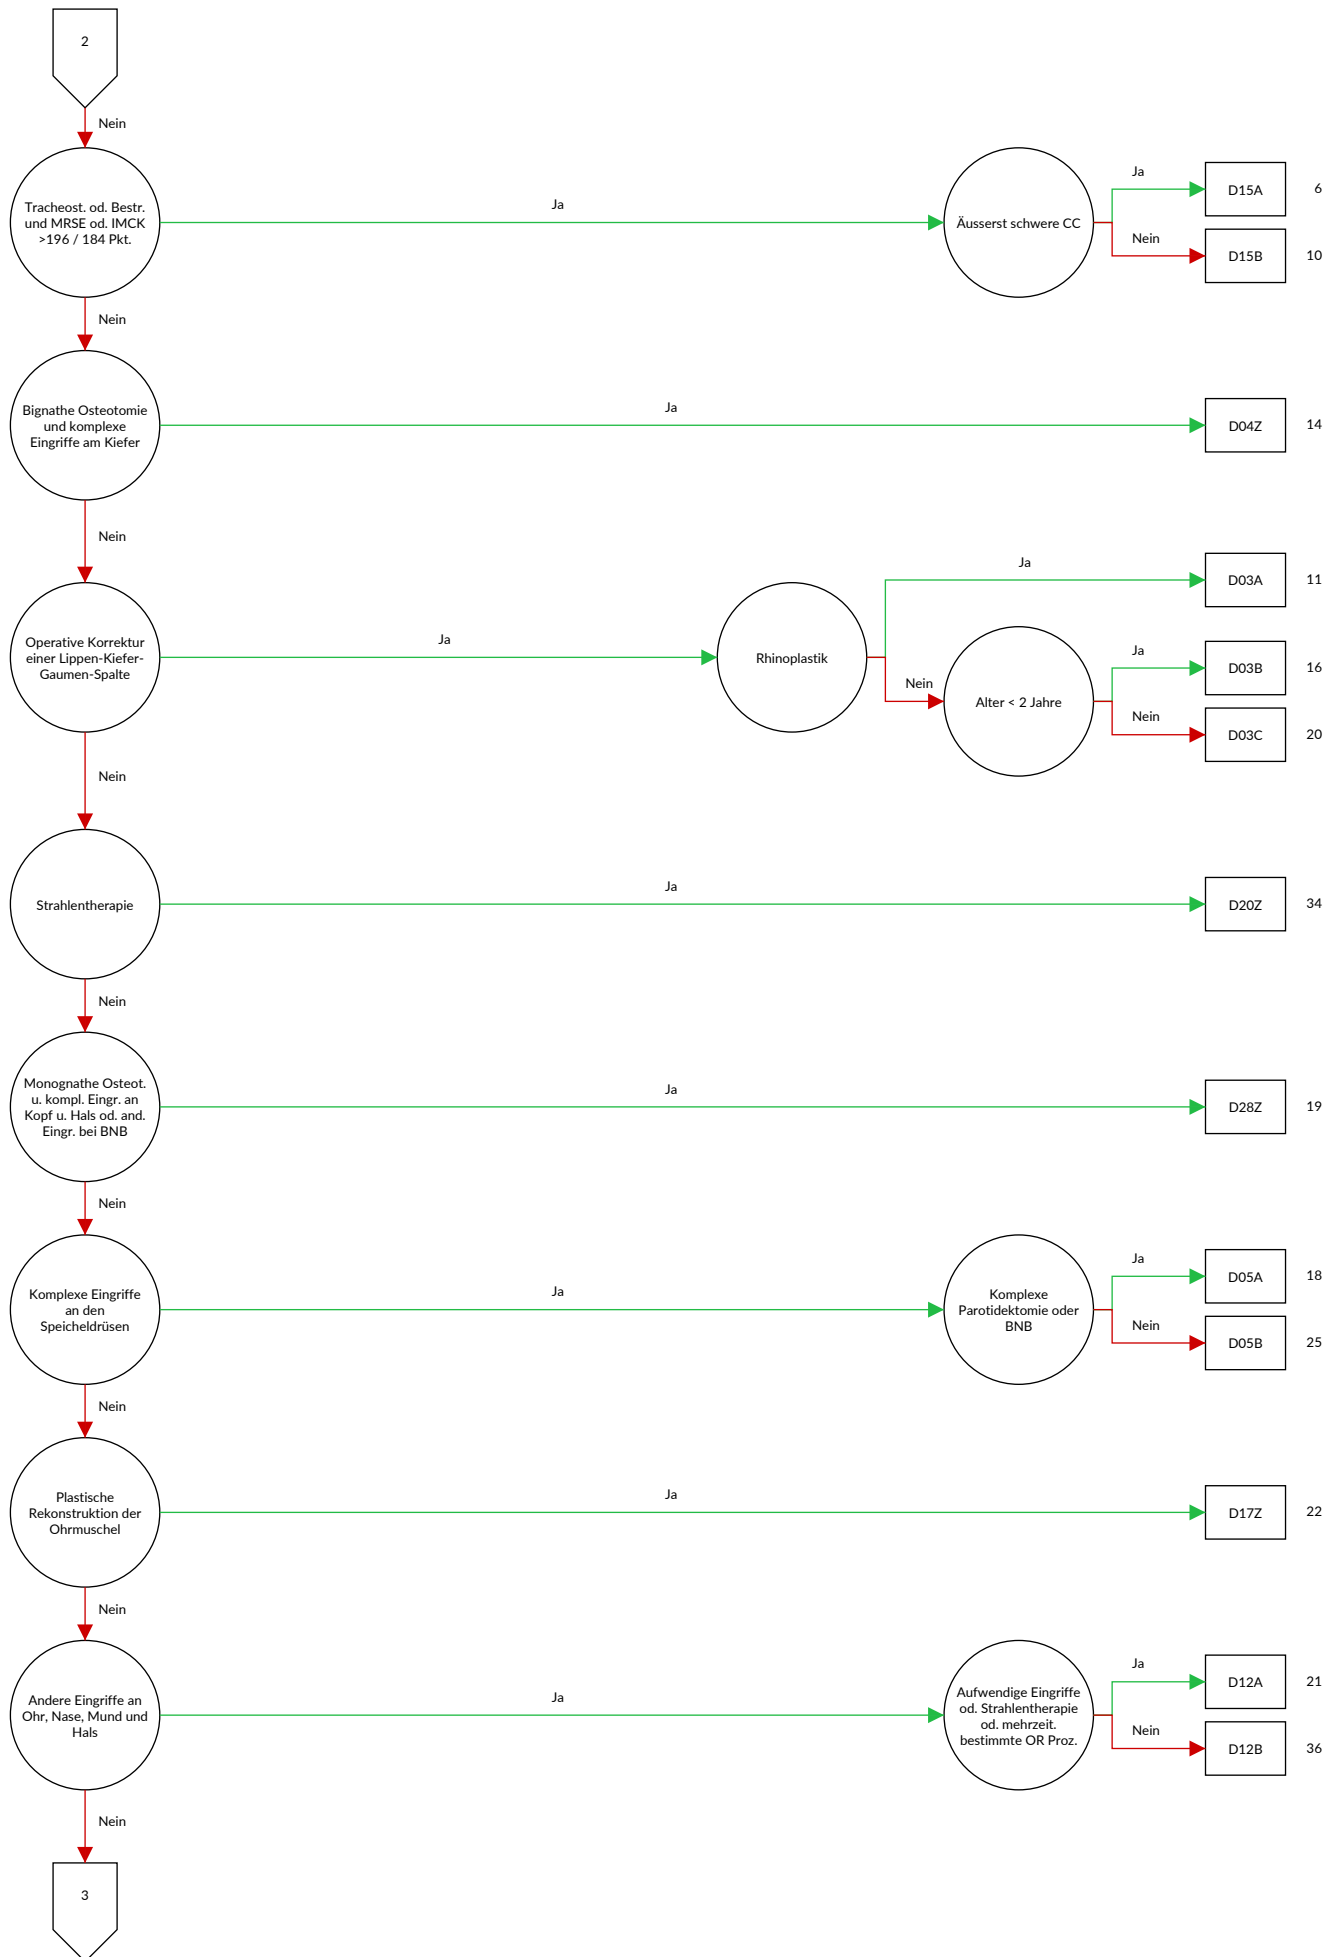 2
Nein
Tracheost. od. Bestr.
und MRSE od. IMCK
>196 / 184 Pkt.
Ja
Äusserst schwere CC
Ja
D15A
6
Nein
D15B
10
Nein
Bignathe Osteotomie
und komplexe
Eingriffe am Kiefer
Ja
D04Z
14
Nein
Operative Korrektur
einer Lippen-Kiefer-
Gaumen-Spalte
Ja
Rhinoplastik
Ja
D03A
11
Nein
Alter < 2 Jahre
Ja
D03B
16
Nein
D03C
20
Nein
Strahlentherapie
Ja
D20Z
34
Nein
Monognathe Osteot.
u. kompl. Eingr. an
Kopf u. Hals od. and.
Eingr. bei BNB
Ja
D28Z
19
Nein
Komplexe Eingriffe
an den
Speicheldrüsen
Ja
Komplexe
Parotidektomie oder
BNB
Ja
D05A
18
Nein
D05B
25
Nein
Plastische
Rekonstruktion der
Ohrmuschel
Ja
D17Z
22
Nein
Andere Eingriffe an
Ohr, Nase, Mund und
Hals
Ja
Aufwendige Eingriffe
od. Strahlentherapie
od. mehrzeit.
bestimmte OR Proz.
Ja
D12A
21
Nein
D12B
36
Nein
3